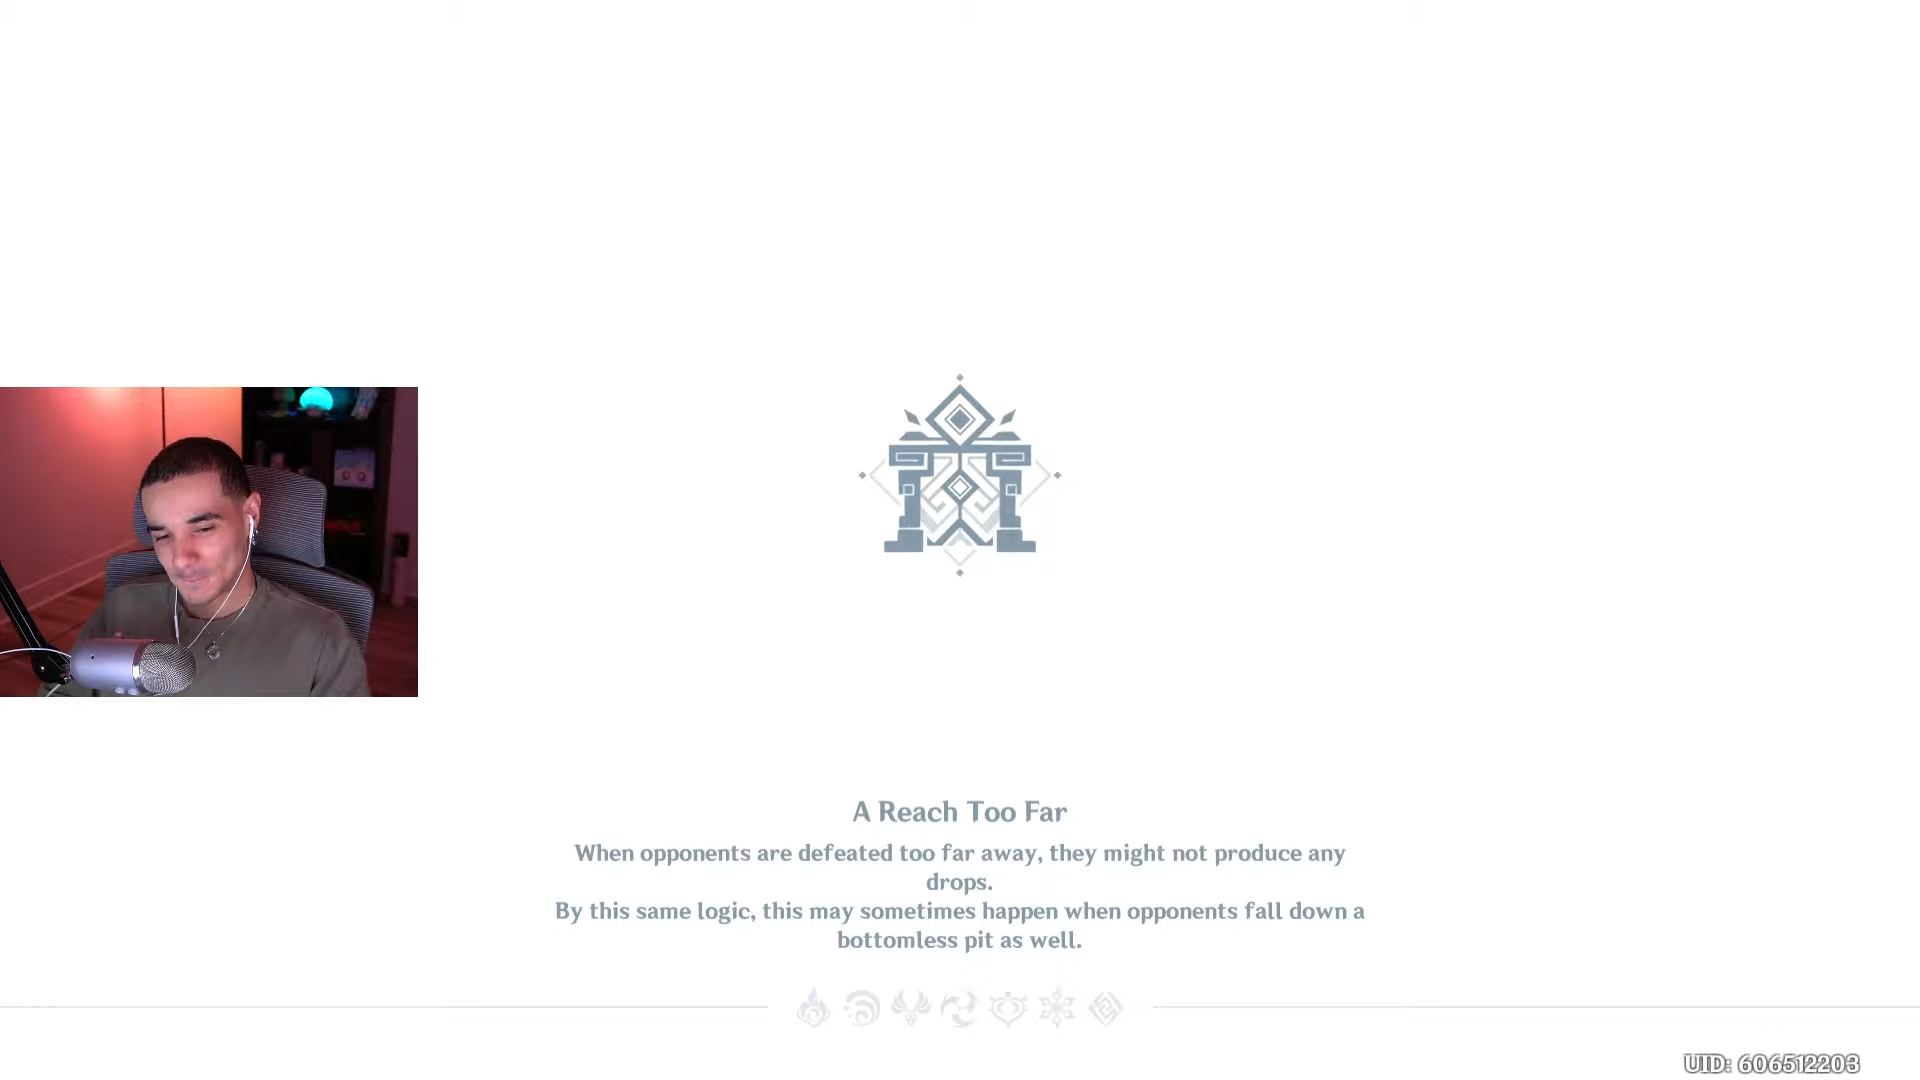 A Reach Too Far
When opponents are defeated too far away, they might not produce any
drops.
By this same logic, this may sometimes happen when opponents fall down a
bottomless pit as well.
UID: 606512203